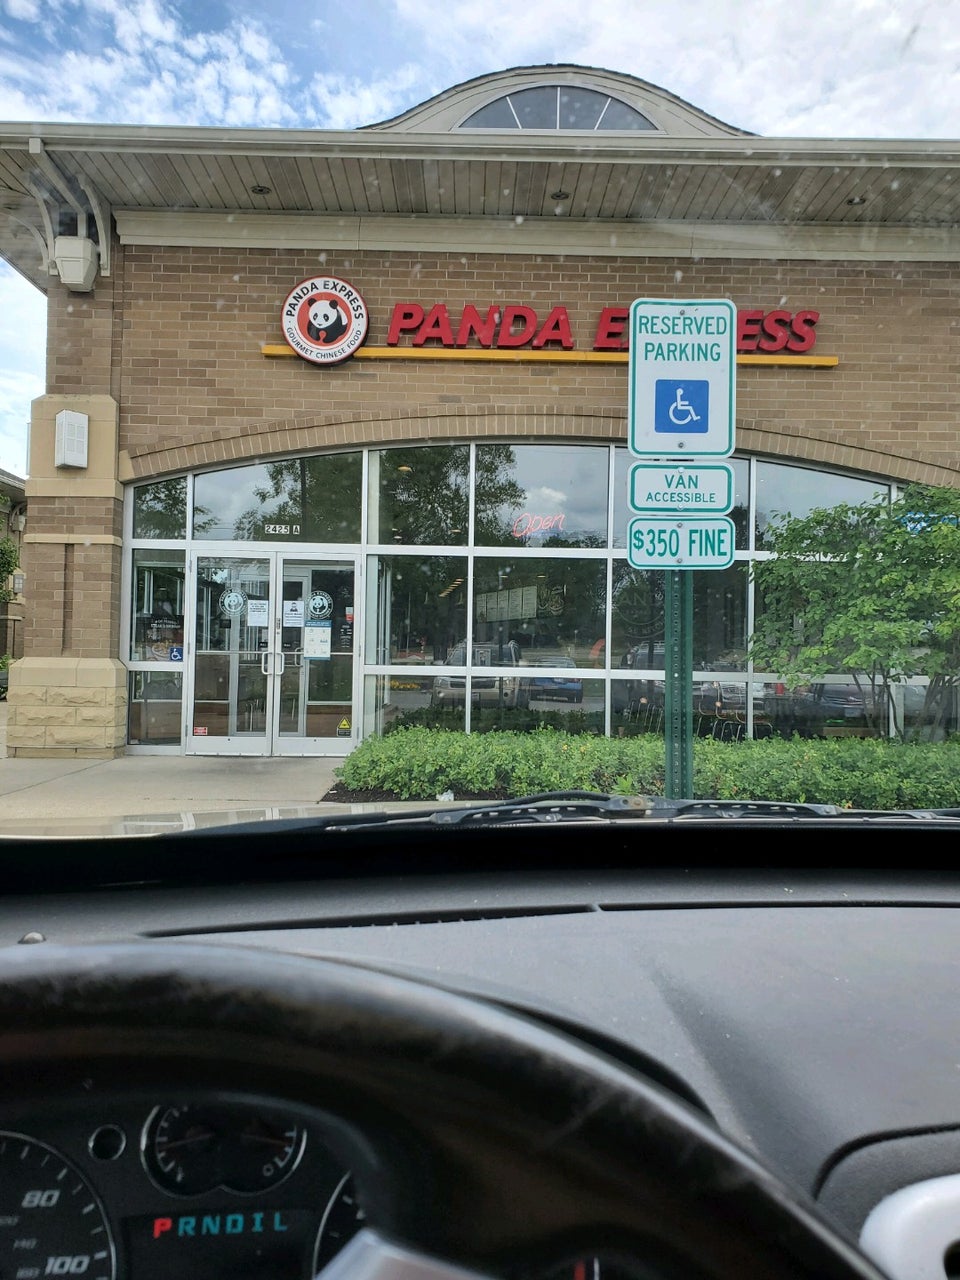 PANDA EXPRESS
GOURMET CHINESE FOOD
PANDA E ESS
RESERVED
PARKING
VAN
ACCESSIBLE
$350 FINE
Open
2425 A
80
100
PRNDIL